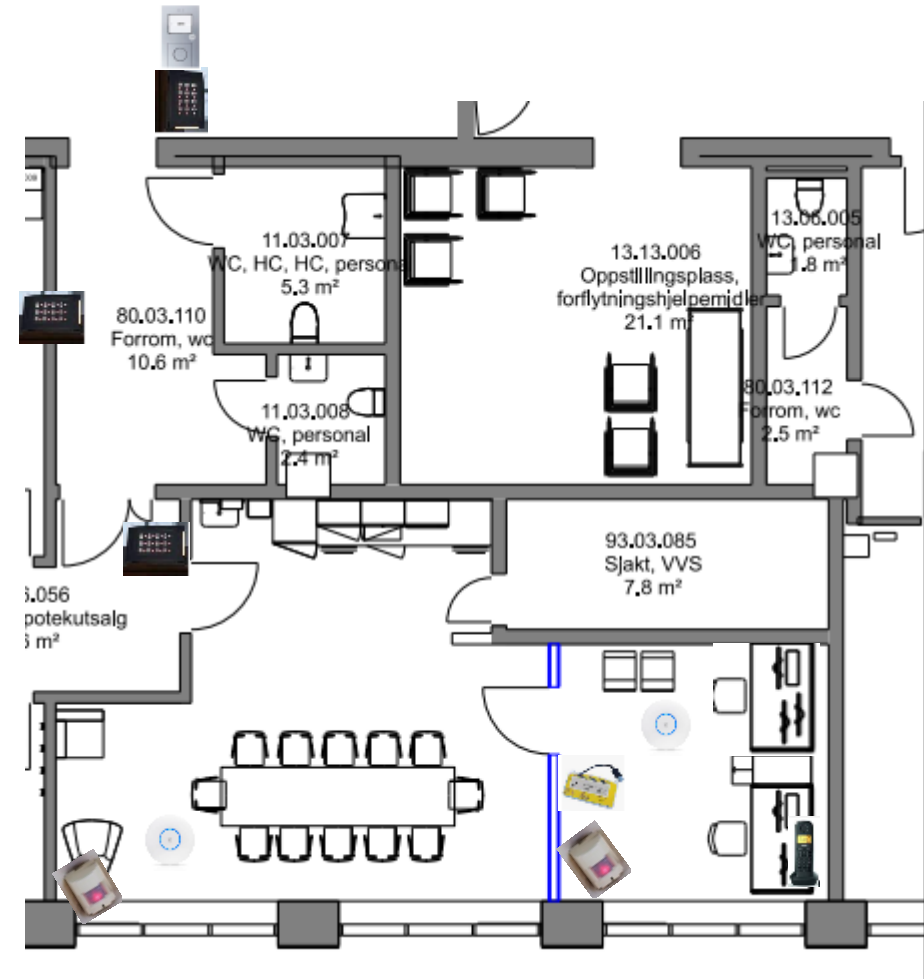 11.03.007
WC, HC, HC, persona
5.3 m²
13.13.006
Oppstilllngsplass,
forflytningshjelpemidler
21.1 m²
13.06.005
WC, personal
1.8 m²
80.03.110
Forrom, wc
10.6 m²
11.03.008
WC, personal
2.4 m²
80.03.112
Forrom, wc
2.5 m²
93.03.085
Sjakt, VVS
7.8 m²
6.056
potekutsalg
m²